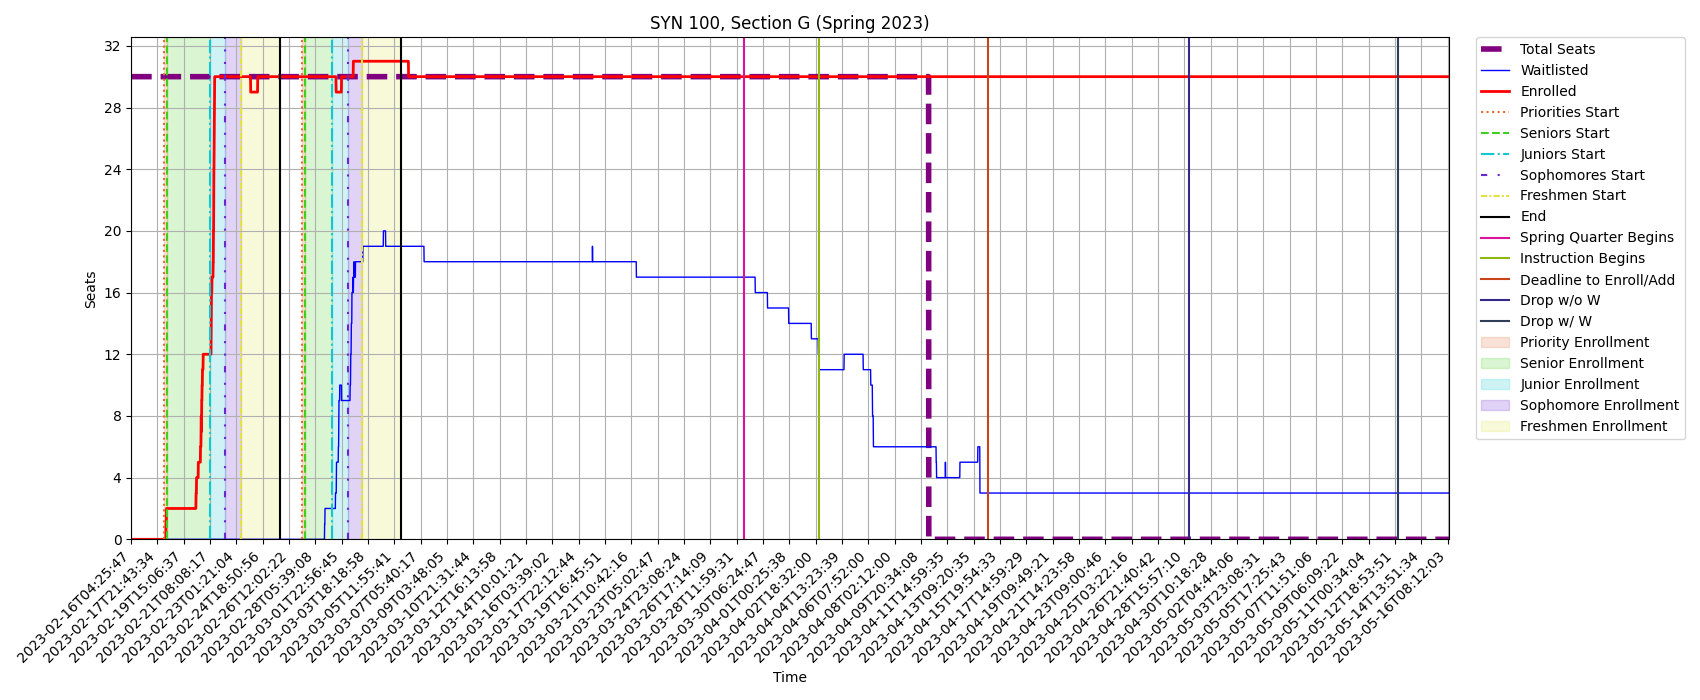 SYN 100, Section G (Spring 2023)
32
28
24
20
16
12
8
4
0
Seats
2023-02-16T04:25:47
2023-02-17T21:43:34
2023-02-19T15:06:37
2023-02-21T08:08:17
2023-02-23T01:21:04
2023-02-24T18:50:56
2023-02-26T12:02:22
2023-02-28T05:39:08
2023-03-01T22:56:45
2023-03-03T18:18:58
2023-03-05T11:55:41
2023-03-07T05:40:17
2023-03-09T03:48:05
2023-03-10T21:31:44
2023-03-12T16:13:58
2023-03-14T10:01:21
2023-03-16T03:39:02
2023-03-17T22:12:44
2023-03-19T16:45:51
2023-03-21T10:42:16
2023-03-23T05:02:47
2023-03-24T23:08:24
2023-03-26T17:14:09
2023-03-28T11:59:31
2023-03-30T06:24:47
2023-04-01T00:25:38
2023-04-02T18:32:00
2023-04-04T13:23:39
2023-04-06T07:52:00
2023-04-08T02:12:00
2023-04-09T20:34:08
2023-04-11T14:59:35
2023-04-13T09:20:35
2023-04-15T19:54:33
2023-04-17T14:59:29
2023-04-19T09:49:21
2023-04-21T14:23:58
2023-04-23T09:00:46
2023-04-25T03:22:16
2023-04-26T21:40:42
2023-04-28T15:57:10
2023-04-30T10:18:28
2023-05-02T04:44:06
2023-05-03T23:08:31
2023-05-05T17:25:43
2023-05-07T11:51:06
2023-05-09T06:09:22
2023-05-11T00:34:04
2023-05-12T18:53:51
2023-05-14T13:51:34
2023-05-16T08:12:03
Time
Total Seats
Waitlisted
Enrolled
Priorities Start
Seniors Start
Juniors Start
Sophomores Start
Freshmen Start
End
Spring Quarter Begins
Instruction Begins
Deadline to Enroll/Add
Drop w/o W
Drop w/ W
Priority Enrollment
Senior Enrollment
Junior Enrollment
Sophomore Enrollment
Freshmen Enrollment